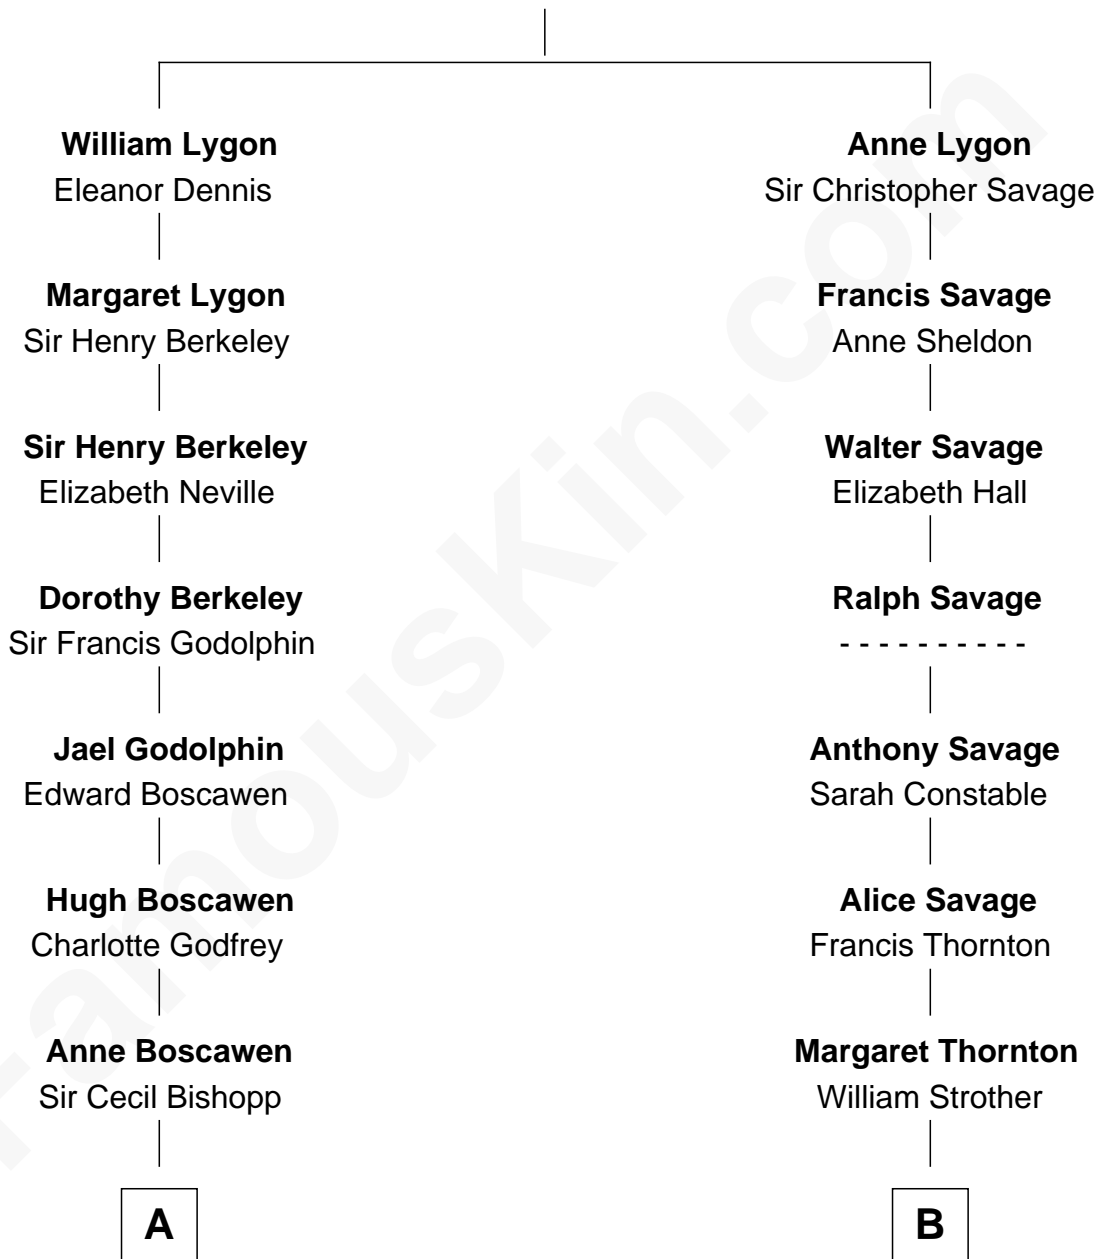 William Lygon
Eleanor Dennis
Margaret Lygon
Sir Henry Berkeley
Sir Henry Berkeley
Elizabeth Neville
Dorothy Berkeley
Sir Francis Godolphin
Jael Godolphin
Edward Boscawen
Hugh Boscawen
Charlotte Godfrey
Anne Boscawen
Sir Cecil Bishopp
A
Anne Lygon
Sir Christopher Savage
Francis Savage
Anne Sheldon
Walter Savage
Elizabeth Hall
Ralph Savage
- - - - - - - - - -
Anthony Savage
Sarah Constable
Alice Savage
Francis Thornton
Margaret Thornton
William Strother
B
FamousKin.com